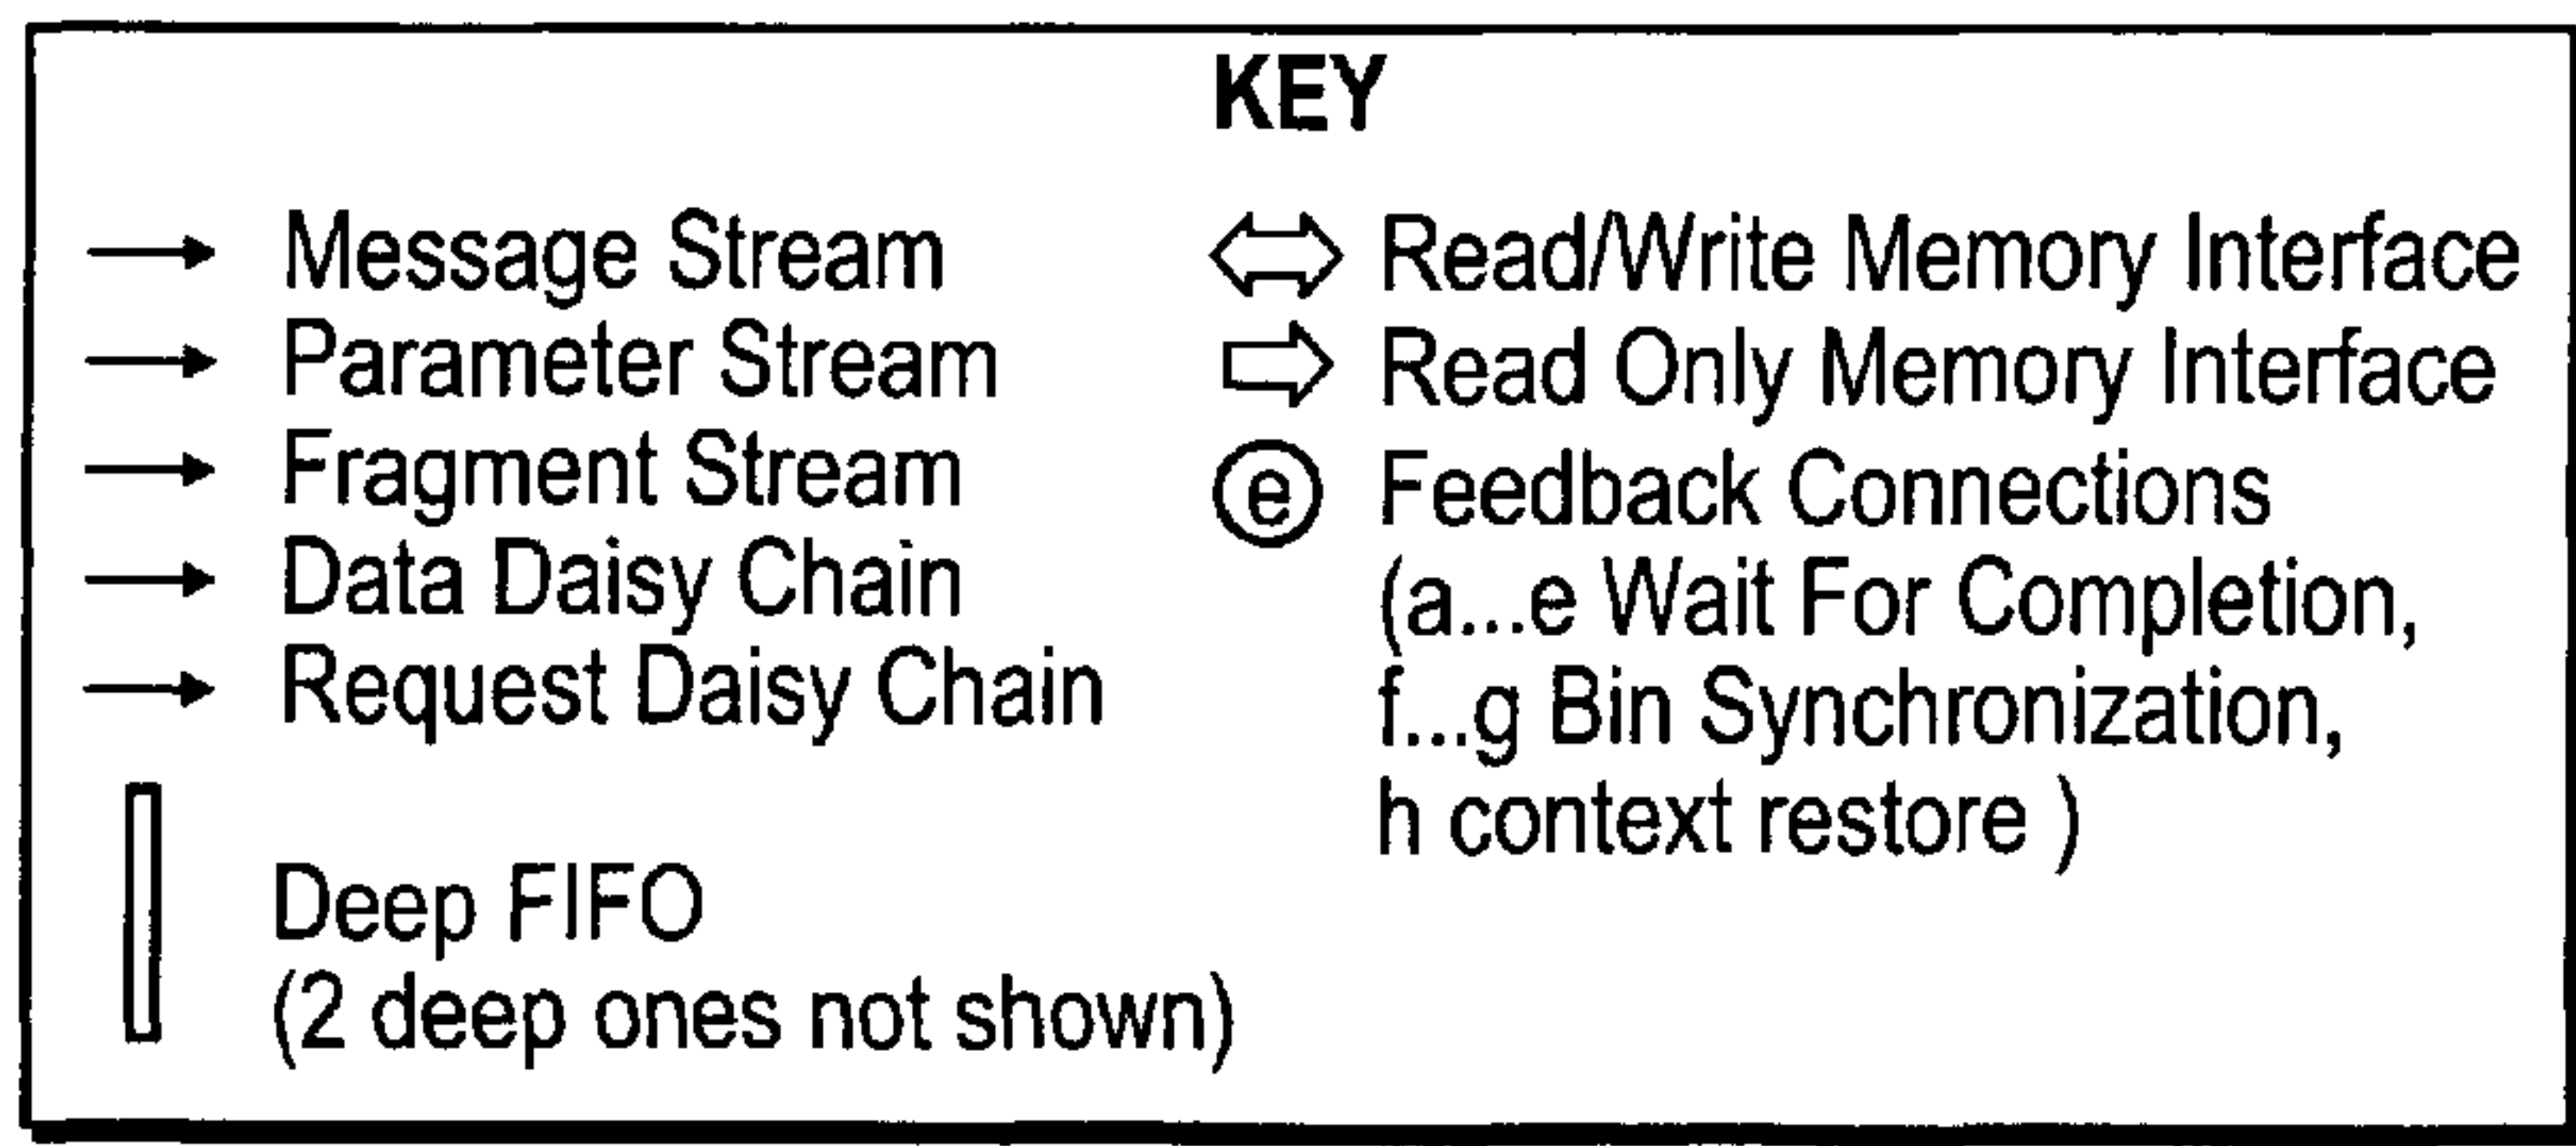 KEY
Message Stream
Parameter Stream
Fragment Stream
Data Daisy Chain
Request Daisy Chain
Deep FIFO
(2 deep ones not shown)
Read/Write Memory Interface
Read Only Memory Interface
e Feedback Connections
(a...e Wait For Completion,
f...g Bin Synchronization,
h context restore )